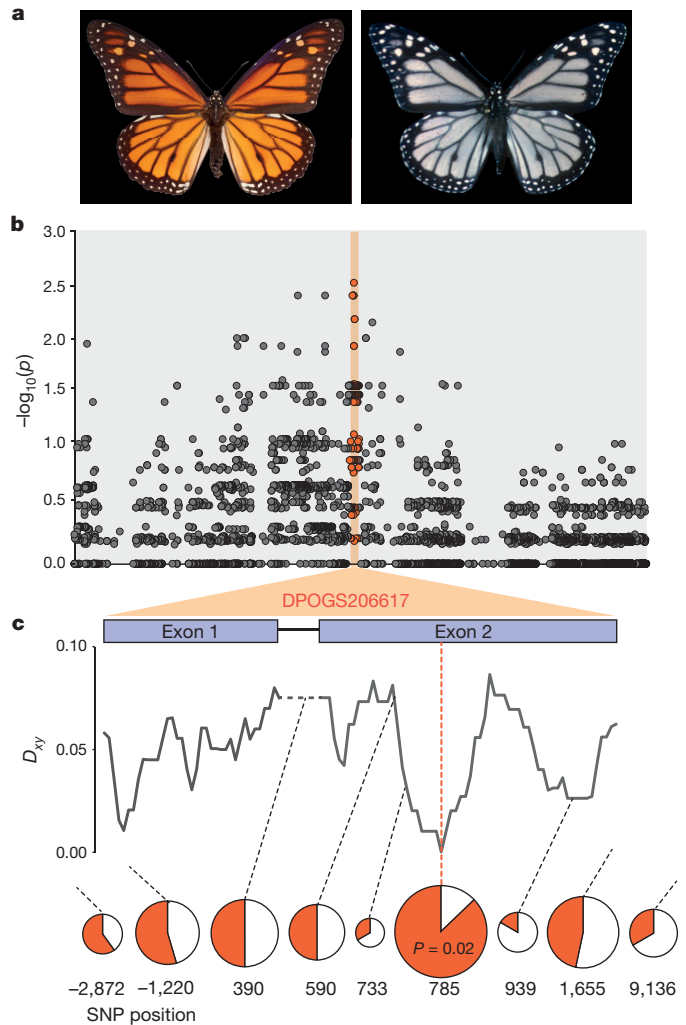 a
b
3.0
2.5
2.0
1.5
1.0
0.5
0.0
–log10(p)
DPOGS206617
c
Exon 1
Exon 2
0.10
0.05
0.00
Dxy
P = 0.02
–2,872
–1,220
390
590
733
785
939
1,655
9,136
SNP position